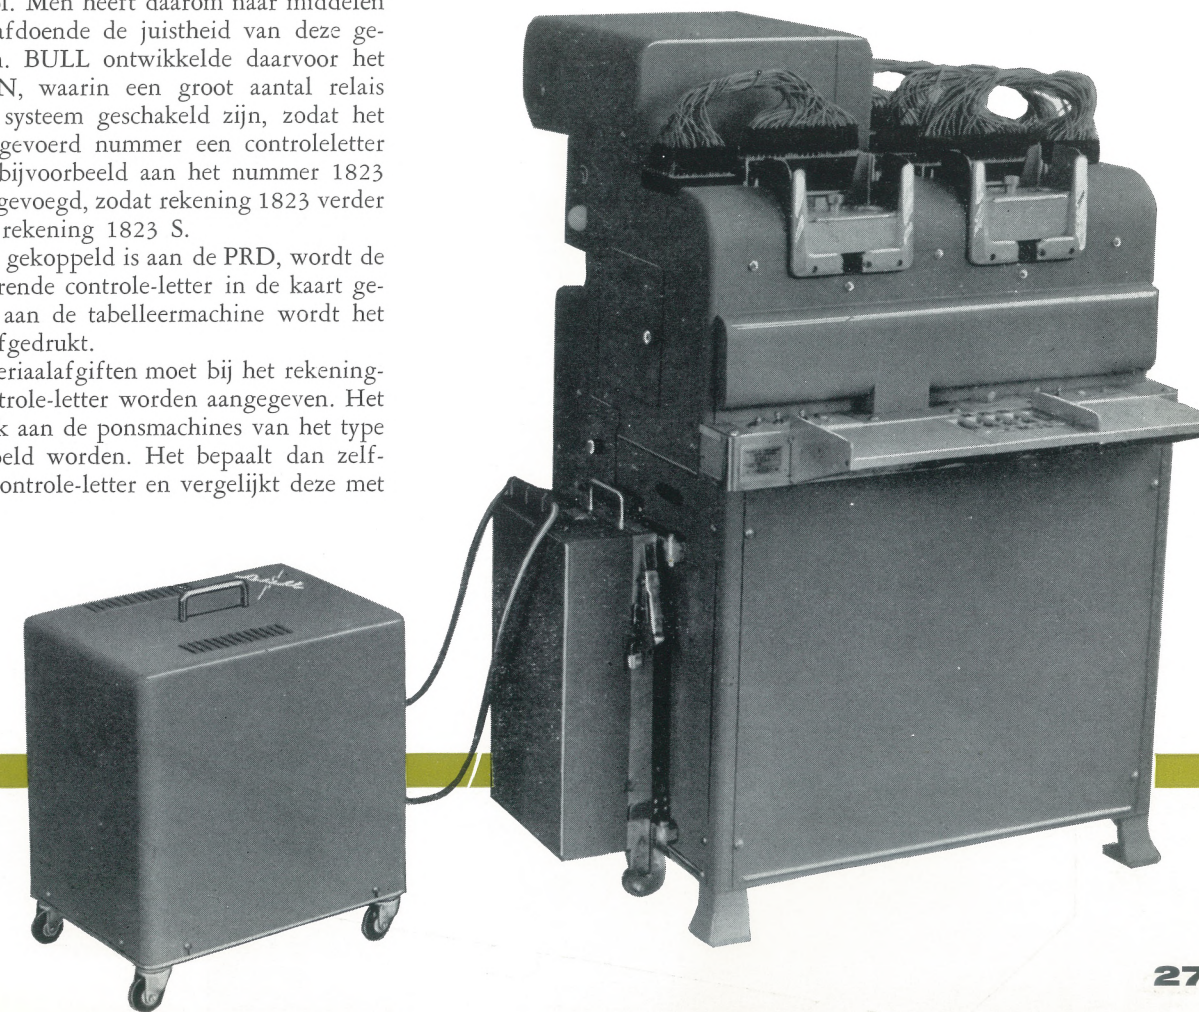 of. Men heeft daarom naar middelen
afdoende de juistheid van deze ge-
n. BULL ontwikkelde daarvoor het
N, waarin een groot aantal relais
systeem geschakeld zijn, zodat het
gevoerd nummer een controleletter
bijvoorbeeld aan het nummer 1823
gevoegd, zodat rekening 1823 verder
rekening 1823 S.
gekoppeld is aan de PRD, wordt de
rende controle-letter in de kaart ge-
aan de tabelleermachine wordt het
fgedrukt.
eriaalafgiften moet bij het rekening-
trole-letter worden aangegeven. Het
k aan de ponsmachines van het type
eld worden. Het bepaalt dan zelf-
ontrole-letter en vergelijkt deze met
27